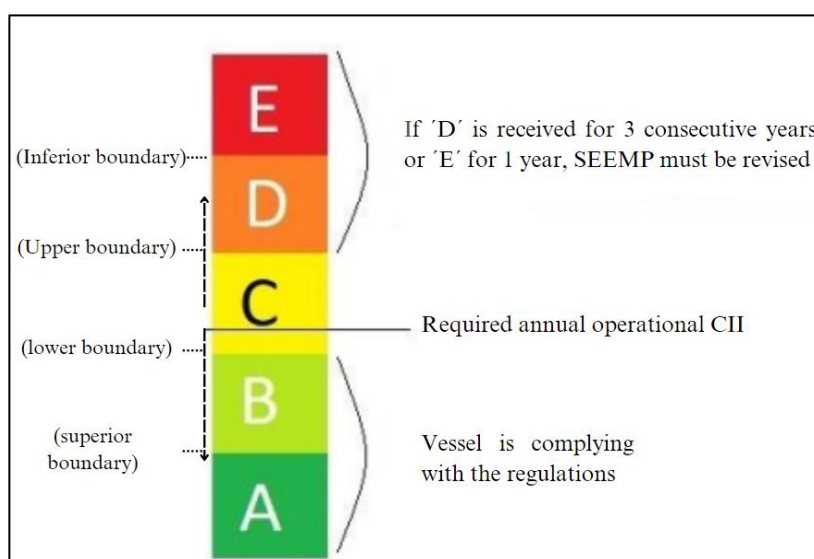 E
If ´D´ is received for 3 consecutive years
(Inferior boundary)
or ´E´ for 1 year, SEEMP must be revised
D
(Upper boundary)
C
Required annual operational CII
(lower boundary)
B
(superior
boundary)
Vessel is complying
with the regulations
A